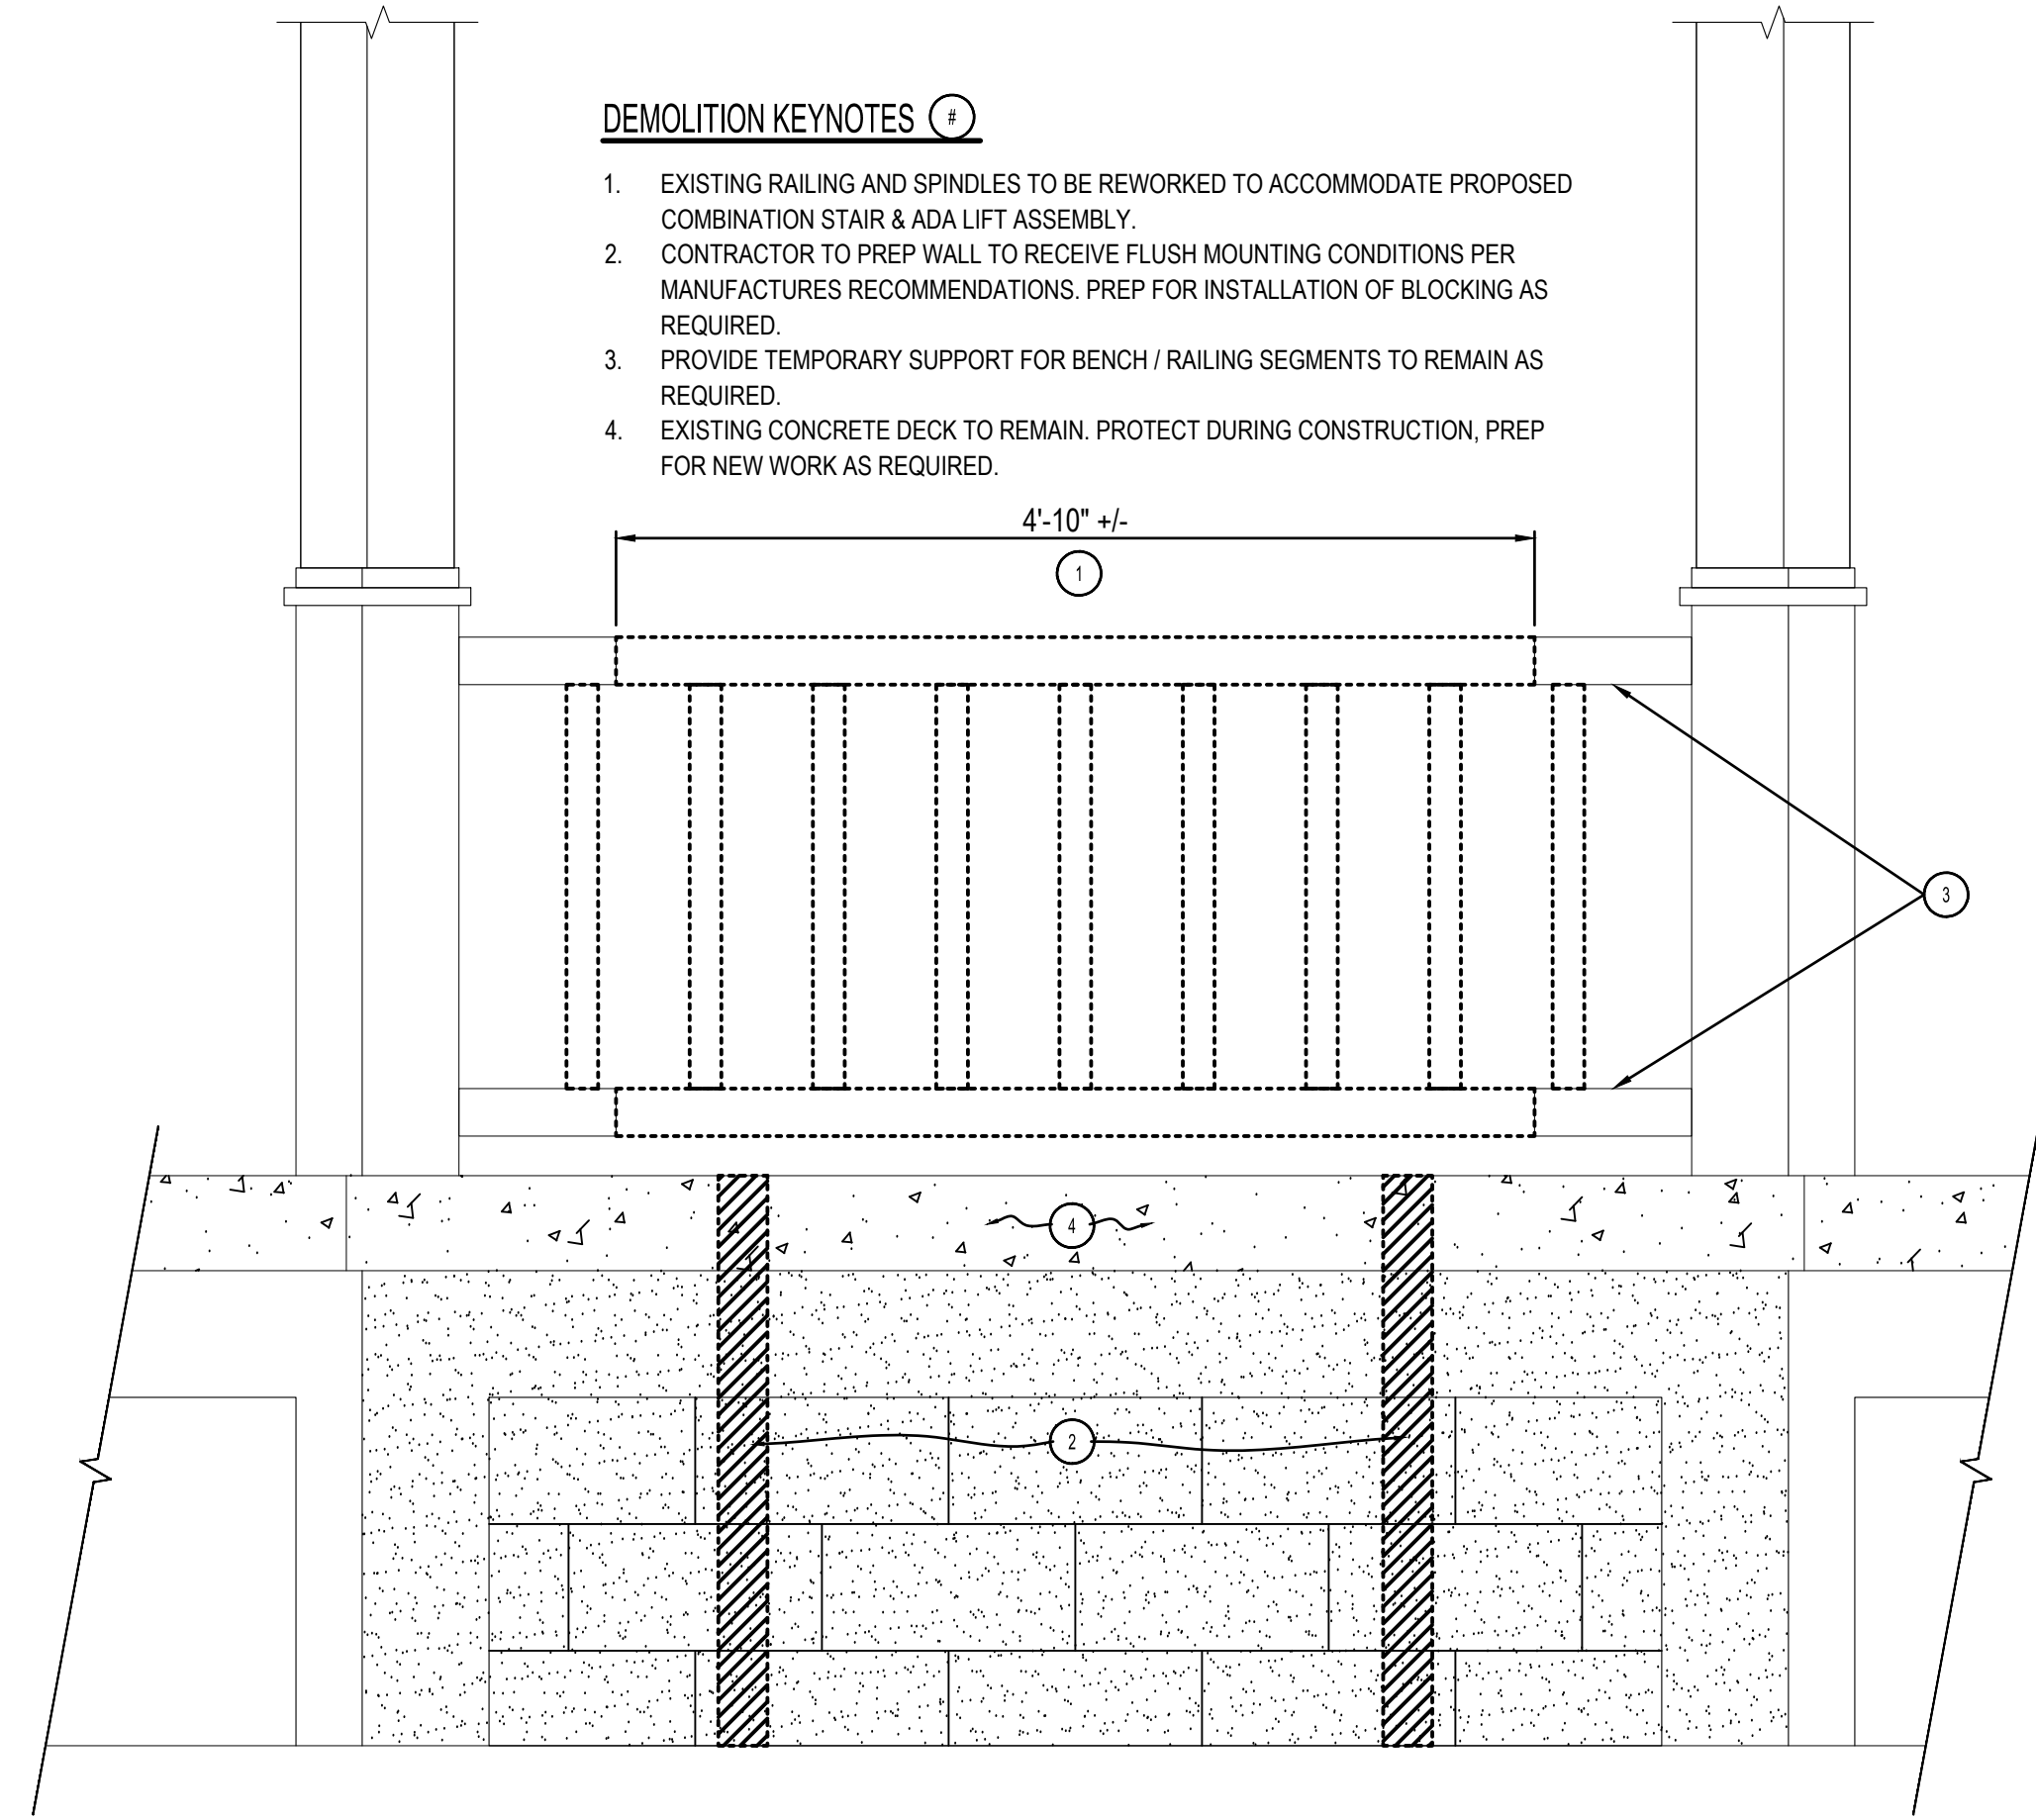 DEMOLITION KEYNOTES #
1. EXISTING RAILING AND SPINDLES TO BE REWORKED TO ACCOMMODATE PROPOSED
COMBINATION STAIR & ADA LIFT ASSEMBLY.
2. CONTRACTOR TO PREP WALL TO RECEIVE FLUSH MOUNTING CONDITIONS PER
MANUFACTURES RECOMMENDATIONS. PREP FOR INSTALLATION OF BLOCKING AS
REQUIRED.
3. PROVIDE TEMPORARY SUPPORT FOR BENCH / RAILING SEGMENTS TO REMAIN AS
REQUIRED.
4. EXISTING CONCRETE DECK TO REMAIN. PROTECT DURING CONSTRUCTION, PREP
FOR NEW WORK AS REQUIRED.
4'-10" +/-
1
3
4
2